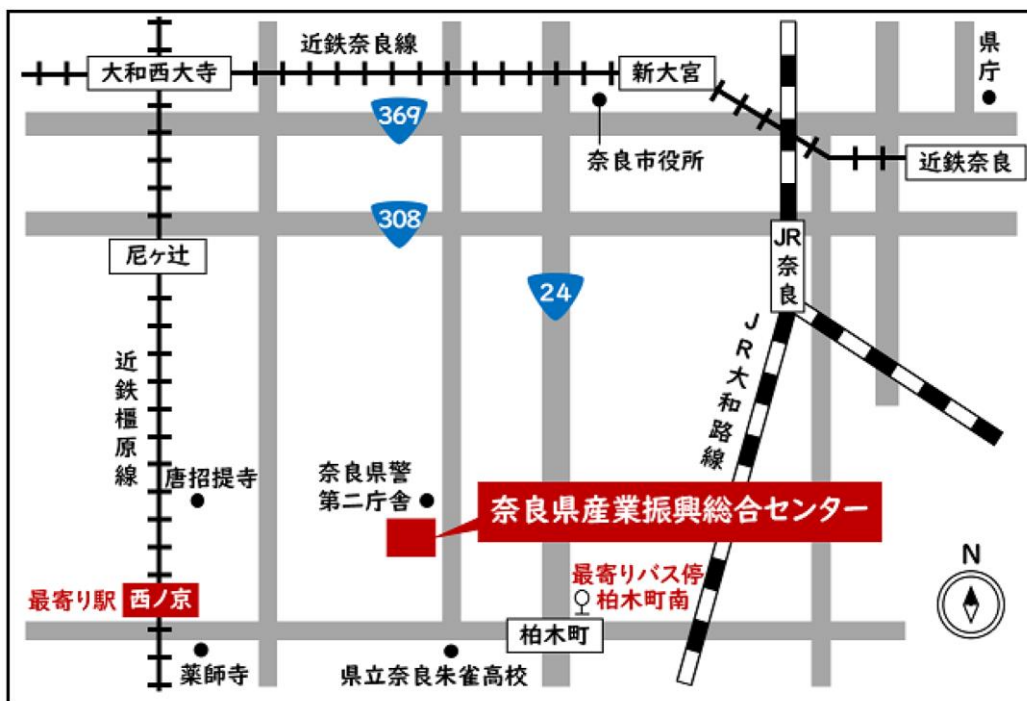 近鉄奈良線
県庁
大和西大寺
新大宮
369
奈良市役所
近鉄奈良
308
JR奈良
尼ヶ辻
24
JR大和路線
近鉄橿原線
唐招提寺
奈良県警
第二庁舎
奈良県産業振興総合センター
N
最寄りバス停
柏木町南
最寄り駅 西ノ京
柏木町
薬師寺
県立奈良朱雀高校